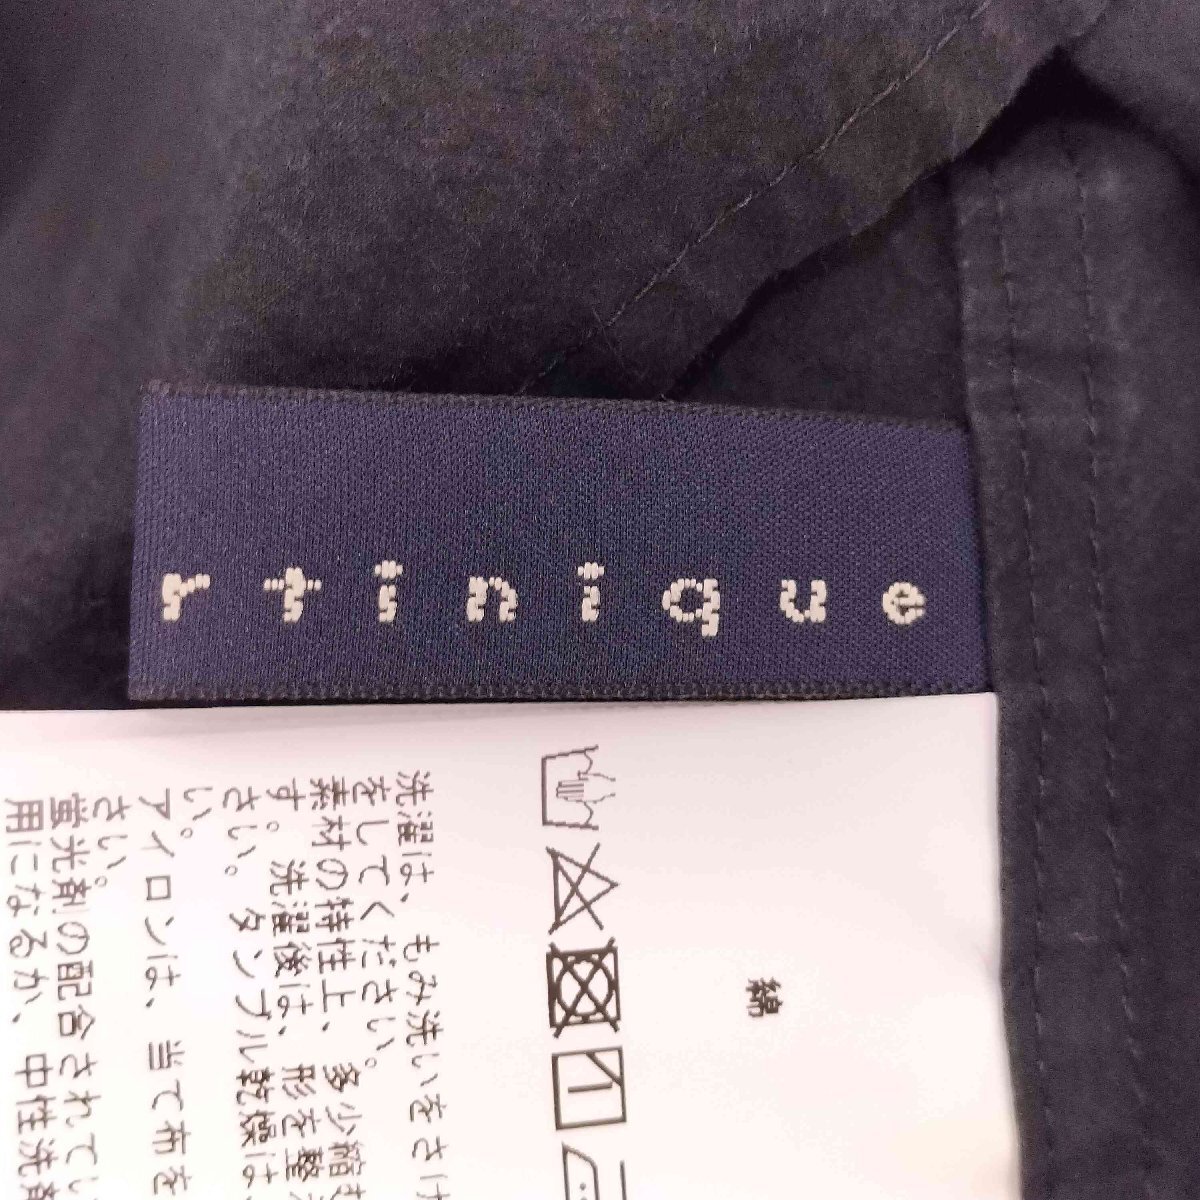 rtinique
綿
洗濯は、もみ洗いをさけ
をしてください。
素材の特性上、多少縮む
す。洗濯後は、形を整
さい。タンブル乾燥は、
い。
アイロンは、当て布を
さい。
蛍光剤の配合されてい
用になるか、中性洗剤